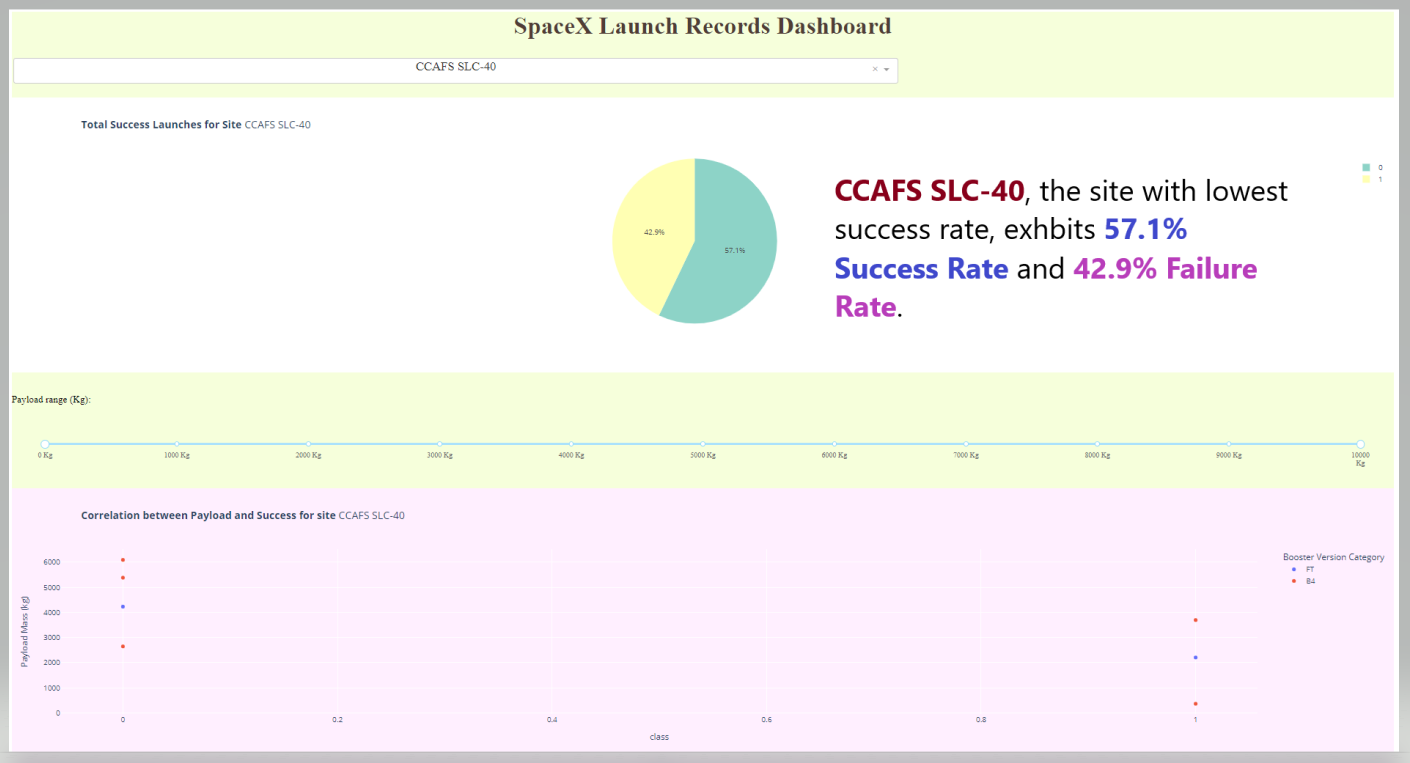 SpaceX Launch Records Dashboard
CCAFS SLC-40
×
Total Success Launches for Site CCAFS SLC-40
0
1
42.9%
57.1%
CCAFS SLC-40, the site with lowest
success rate, exhbits 57.1%
Success Rate and 42.9% Failure
Rate.
Payload range (Kg):
0 Kg 1000 Kg 2000 Kg 3000 Kg 4000 Kg 5000 Kg 6000 Kg 7000 Kg 8000 Kg 9000 Kg 10000
Kg
Correlation between Payload and Success for site CCAFS SLC-40
Booster Version Category
FT
B4
Payload Mass (kg)
6000
5000
4000
3000
2000
1000
0
0 0.2 0.4 0.6 0.8 1
class